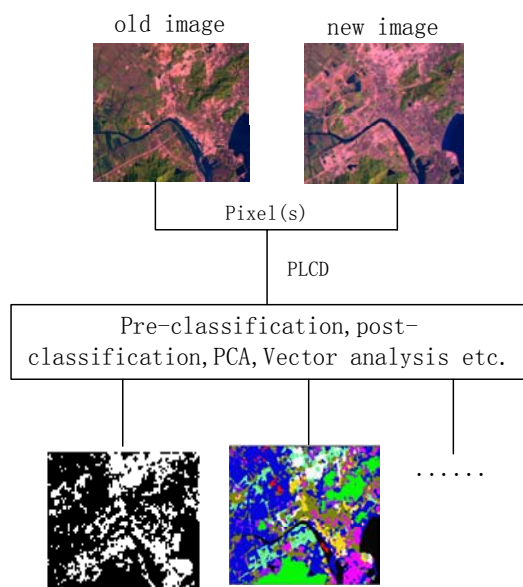 old image
new image
Pixel(s)
PLCD
Pre-classification,post-
classification,PCA,Vector analysis etc.
......